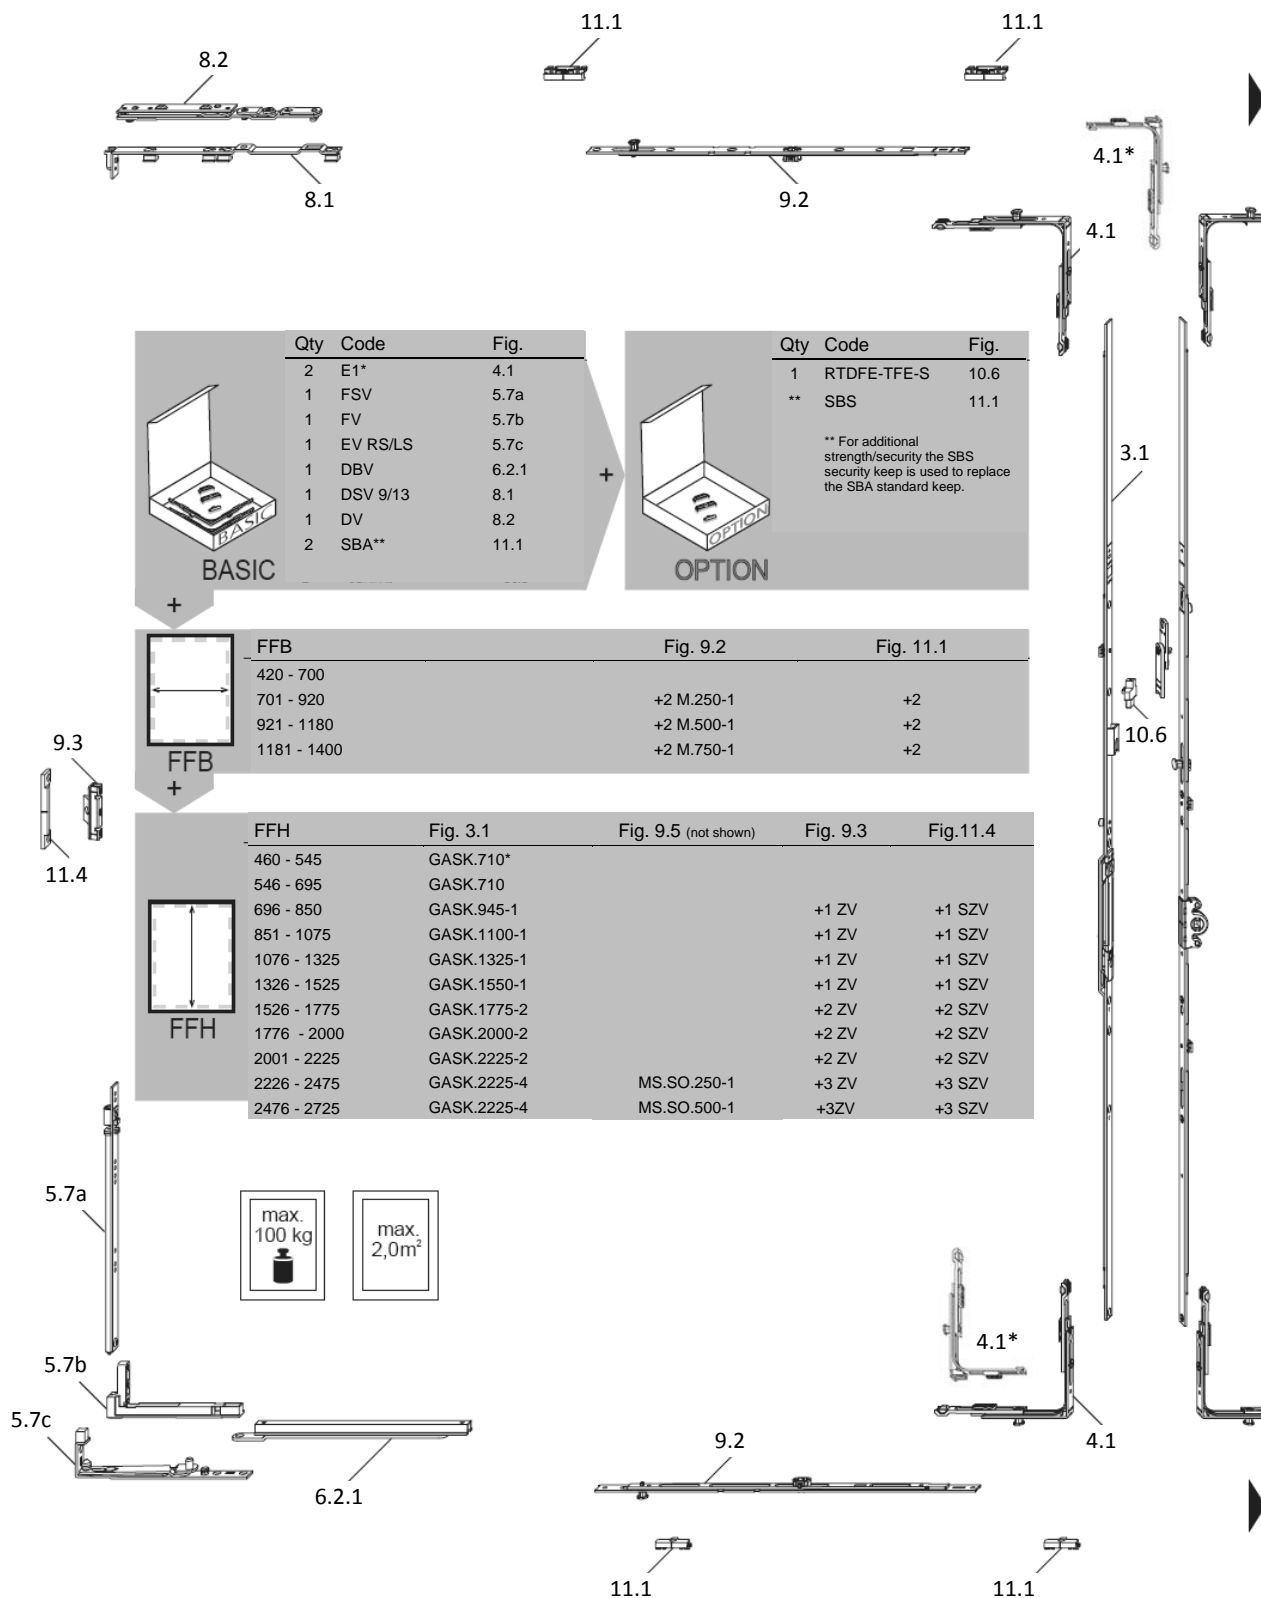 11.1
11.1
8.2
4.1*
8.1
9.2
4.1
Qty Code Fig.
2 E1* 4.1
1 FSV 5.7a
1 FV 5.7b
1 EV RS/LS 5.7c
1 DBV 6.2.1
1 DSV 9/13 8.1
1 DV 8.2
2 SBA** 11.1
BASIC
BASIC
+
Qty Code Fig.
1 RTDFE-TFE-S 10.6
** SBS 11.1
** For additional
strength/security the SBS
security keep is used to replace
the SBA standard keep.
OPTION
OPTION
3.1
+
FFB Fig. 9.2 Fig. 11.1
420 - 700
701 - 920 +2 M.250-1 +2
921 - 1180 +2 M.500-1 +2
1181 - 1400 +2 M.750-1 +2
FFB
10.6
9.3
+
11.4
FFH Fig. 3.1 Fig. 9.5 (not shown) Fig. 9.3 Fig.11.4
460 - 545 GASK.710*
546 - 695 GASK.710
696 - 850 GASK.945-1 +1 ZV +1 SZV
851 - 1075 GASK.1100-1 +1 ZV +1 SZV
1076 - 1325 GASK.1325-1 +1 ZV +1 SZV
1326 - 1525 GASK.1550-1 +1 ZV +1 SZV
1526 - 1775 GASK.1775-2 +2 ZV +2 SZV
1776 - 2000 GASK.2000-2 +2 ZV +2 SZV
2001 - 2225 GASK.2225-2 +2 ZV +2 SZV
2226 - 2475 GASK.2225-4 MS.SO.250-1 +3 ZV +3 SZV
2476 - 2725 GASK.2225-4 MS.SO.500-1 +3ZV +3 SZV
FFH
5.7a
max.
100 kg
max.
2,0m²
4.1*
5.7b
5.7c
4.1
9.2
6.2.1
11.1
11.1